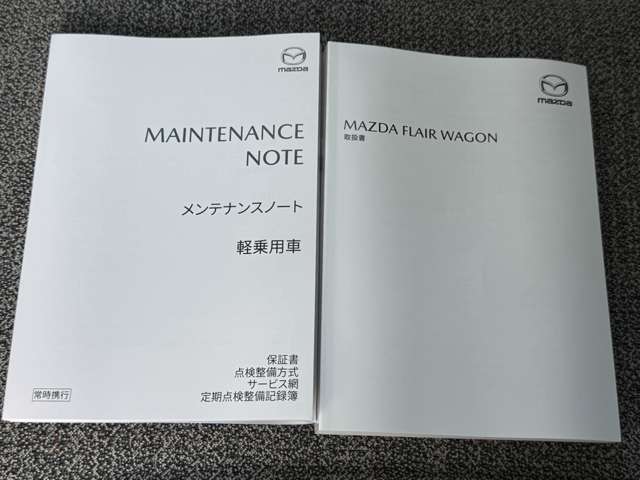 mazda
MAINTENANCE
NOTE
メンテナンスノート
軽乗用車
保証書
点検整備方式
サービス網
定期点検整備記録簿
常時携行
mazda
MAZDA FLAIR WAGON
取扱書